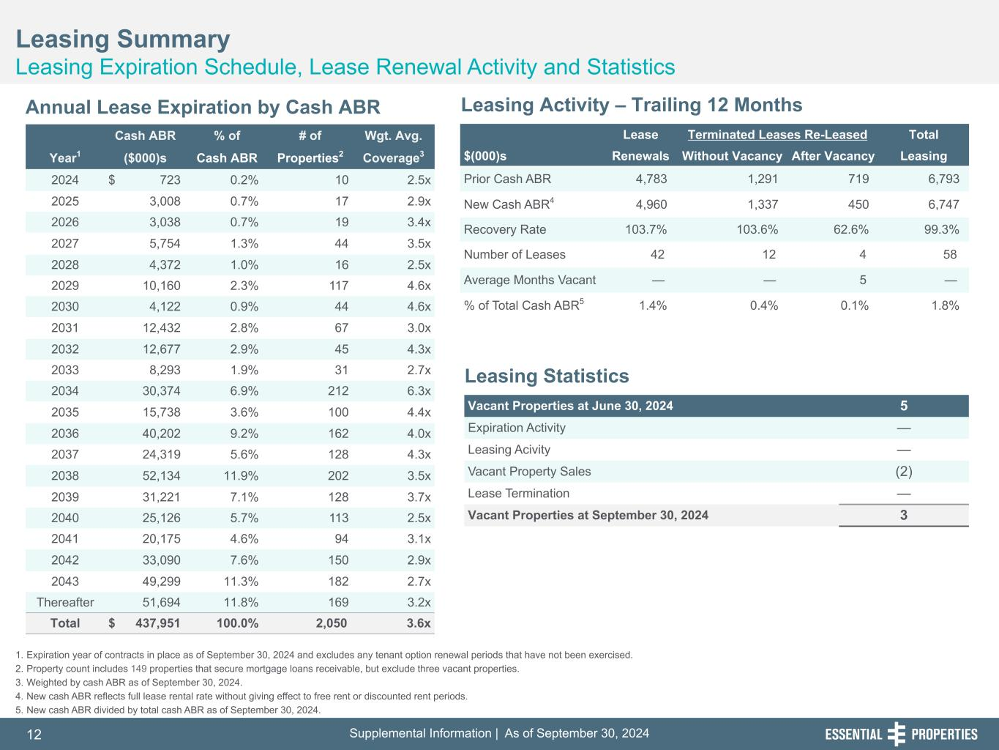 Leasing Summary
Leasing Expiration Schedule, Lease Renewal Activity and Statistics
Annual Lease Expiration by Cash ABR
Cash ABR % of # of Wgt. Avg.
Year1 ($000)s Cash ABR Properties2 Coverage3
2024 $ 723 0.2% 10 2.5x
2025 3,008 0.7% 17 2.9x
2026 3,038 0.7% 19 3.4x
2027 5,754 1.3% 44 3.5x
2028 4,372 1.0% 16 2.5x
2029 10,160 2.3% 117 4.6x
2030 4,122 0.9% 44 4.6x
2031 12,432 2.8% 67 3.0x
2032 12,677 2.9% 45 4.3x
2033 8,293 1.9% 31 2.7x
2034 30,374 6.9% 212 6.3x
2035 15,738 3.6% 100 4.4x
2036 40,202 9.2% 162 4.0x
2037 24,319 5.6% 128 4.3x
2038 52,134 11.9% 202 3.5x
2039 31,221 7.1% 128 3.7x
2040 25,126 5.7% 113 2.5x
2041 20,175 4.6% 94 3.1x
2042 33,090 7.6% 150 2.9x
2043 49,299 11.3% 182 2.7x
Thereafter 51,694 11.8% 169 3.2x
Total $ 437,951 100.0% 2,050 3.6x
Leasing Activity – Trailing 12 Months
Lease Terminated Leases Re-Leased Total
$(000)s Renewals Without Vacancy After Vacancy Leasing
Prior Cash ABR 4,783 1,291 719 6,793
New Cash ABR4 4,960 1,337 450 6,747
Recovery Rate 103.7% 103.6% 62.6% 99.3%
Number of Leases 42 12 4 58
Average Months Vacant — — 5 —
% of Total Cash ABR5 1.4% 0.4% 0.1% 1.8%
Leasing Statistics
Vacant Properties at June 30, 2024 5
Expiration Activity —
Leasing Acivity —
Vacant Property Sales (2)
Lease Termination —
Vacant Properties at September 30, 2024 3
1. Expiration year of contracts in place as of September 30, 2024 and excludes any tenant option renewal periods that have not been exercised.
2. Property count includes 149 properties that secure mortgage loans receivable, but exclude three vacant properties.
3. Weighted by cash ABR as of September 30, 2024.
4. New cash ABR reflects full lease rental rate without giving effect to free rent or discounted rent periods.
5. New cash ABR divided by total cash ABR as of September 30, 2024.
12 Supplemental Information | As of September 30, 2024 ESSENTIAL PROPERTIES